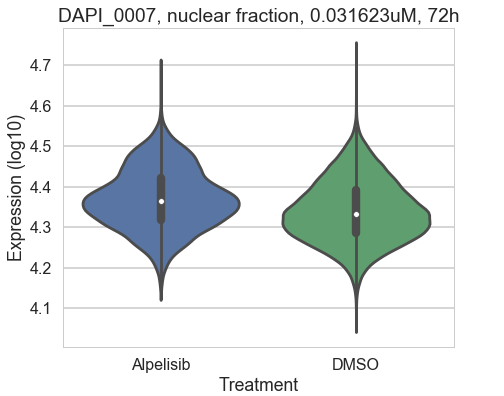 DAPI_0007, nuclear fraction, 0.031623uM, 72h
Expression (log10)
4.7
4.6
4.5
4.4
4.3
4.2
4.1
Alpelisib
DMSO
Treatment